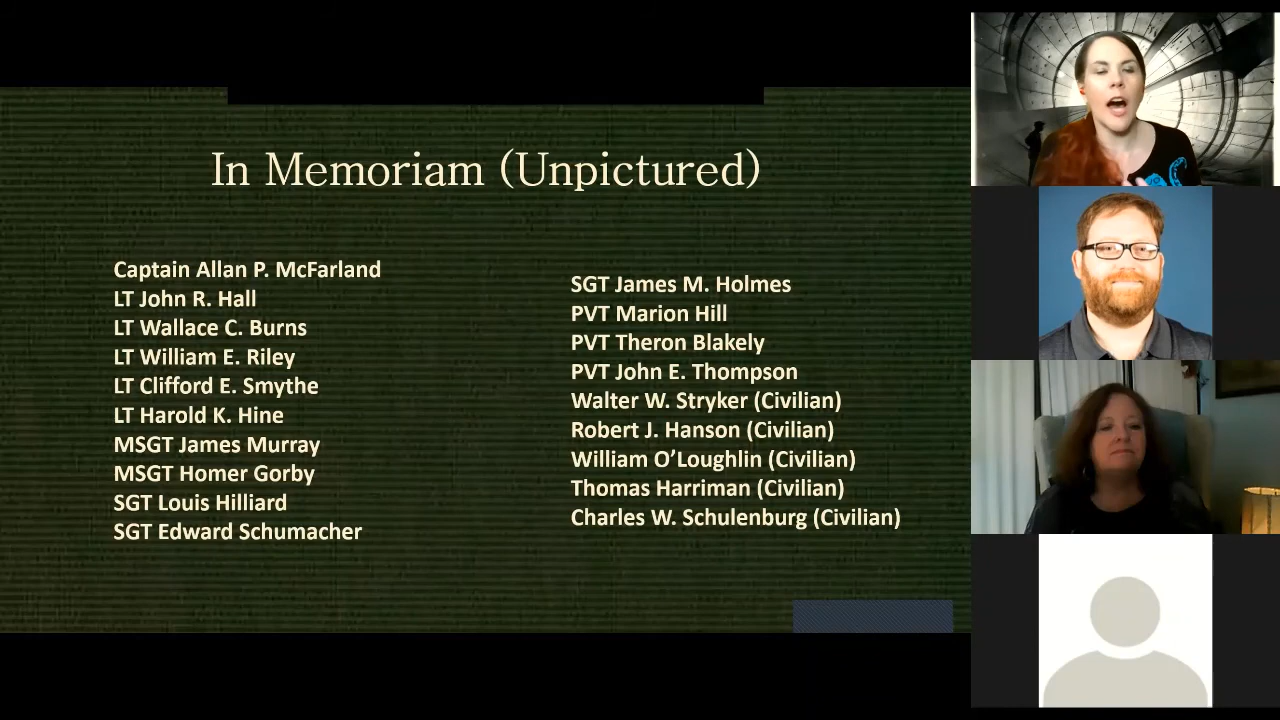 In Memoriam (Unpictured)
Captain Allan P. McFarland
LT John R. Hall
LT Wallace C. Burns
LT William E. Riley
LT Clifford E. Smythe
LT Harold K. Hine
MSGT James Murray
MSGT Homer Gorby
SGT Louis Hilliard
SGT Edward Schumacher
SGT James M. Holmes
PVT Marion Hill
PVT Theron Blakely
PVT John E. Thompson
Walter W. Stryker (Civilian)
Robert J. Hanson (Civilian)
William O’Loughlin (Civilian)
Thomas Harriman (Civilian)
Charles W. Schulenburg (Civilian)